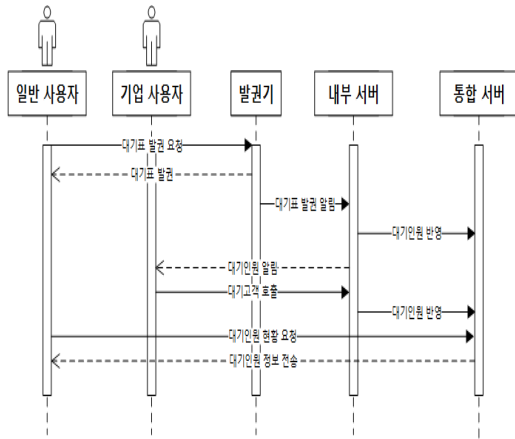 일반 사용자
기업 사용자
발권기
내부 서버
통합 서버
대기표 발권 요청
대기표 발권
대기표 발권 알림
대기인원 반영
대기인원 알림
대기고객 호출
대기인원 반영
대기인원 현황 요청
대기인원 정보 전송